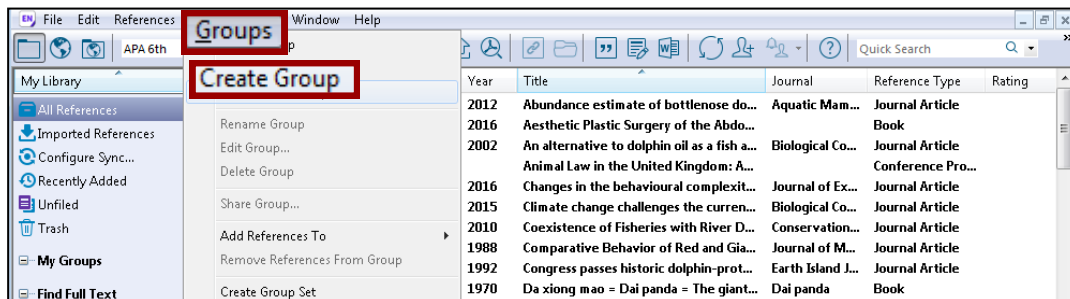 EN File Edit References Groups Window Help
APA 6th
Quick Search
My Library
All References
Imported References
Configure Sync...
Recently Added
Unfiled
Trash
My Groups
Find Full Text
Create Group
Rename Group
Edit Group...
Delete Group
Share Group...
Add References To
Remove References From Group
Create Group Set
Year Title Journal Reference Type Rating
2012 Abundance estimate of bottlenose do... Aquatic Mam... Journal Article
2016 Aesthetic Plastic Surgery of the Abdo... Book
2002 An alternative to dolphin oil as a fish a... Biological Co... Journal Article
Animal Law in the United Kingdom: A... Conference Pro...
2016 Changes in the behavioural complexit... Journal of Ex... Journal Article
2015 Climate change challenges the curren... Biological Co... Journal Article
2010 Coexistence of Fisheries with River D... Conservation... Journal Article
1988 Comparative Behavior of Red and Gia... Journal of M... Journal Article
1992 Congress passes historic dolphin-prot... Earth Island J... Journal Article
1970 Da xiong mao = Dai panda = The giant... Dai panda Book